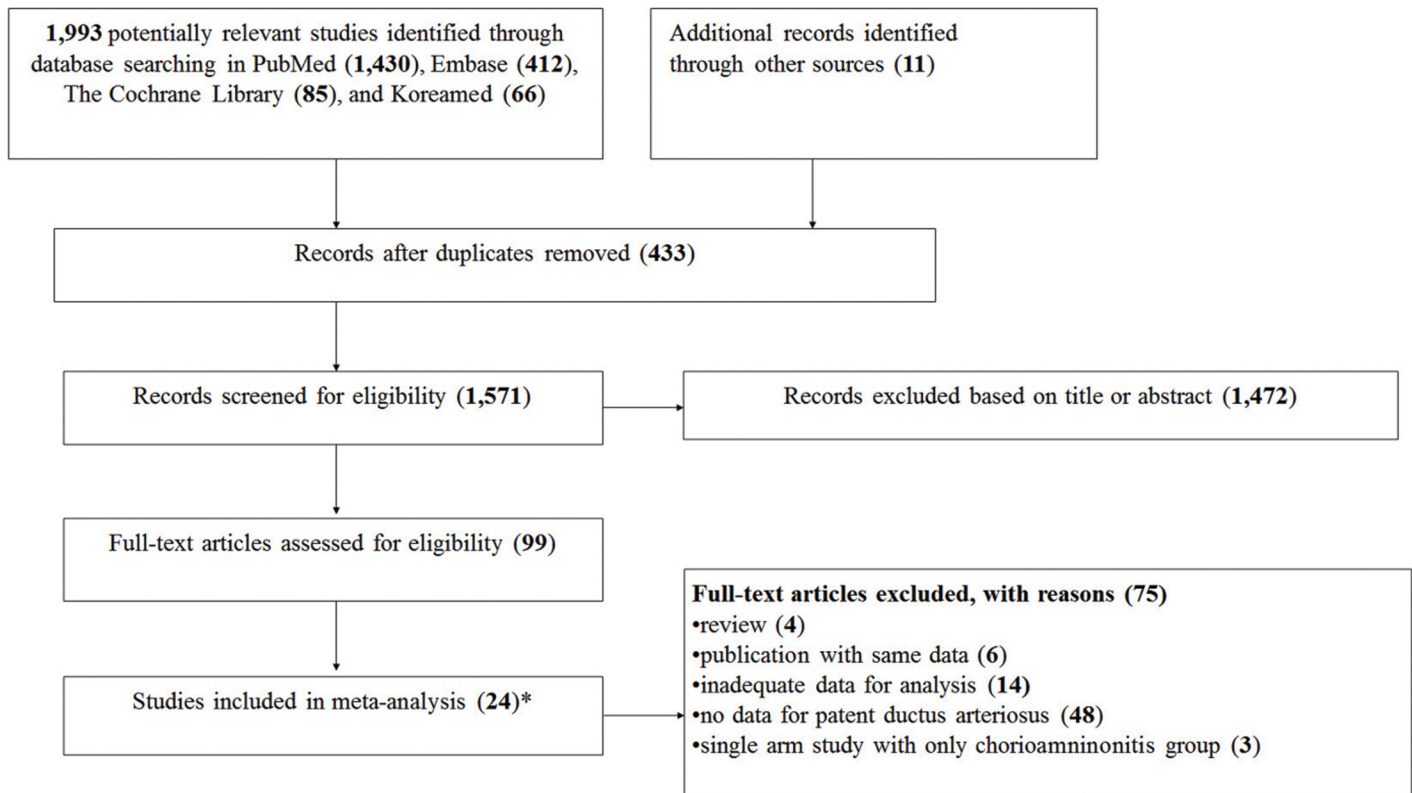 1,993 potentially relevant studies identified through
database searching in PubMed (1,430), Embase (412),
The Cochrane Library (85), and Koreamed (66)
Additional records identified
through other sources (11)
Records after duplicates removed (433)
Records screened for eligibility (1,571)
Records excluded based on title or abstract (1,472)
Full-text articles assessed for eligibility (99)
Full-text articles excluded, with reasons (75)
•review (4)
•publication with same data (6)
•inadequate data for analysis (14)
•no data for patent ductus arteriosus (48)
•single arm study with only chorioamninonitis group (3)
Studies included in meta-analysis (24)*